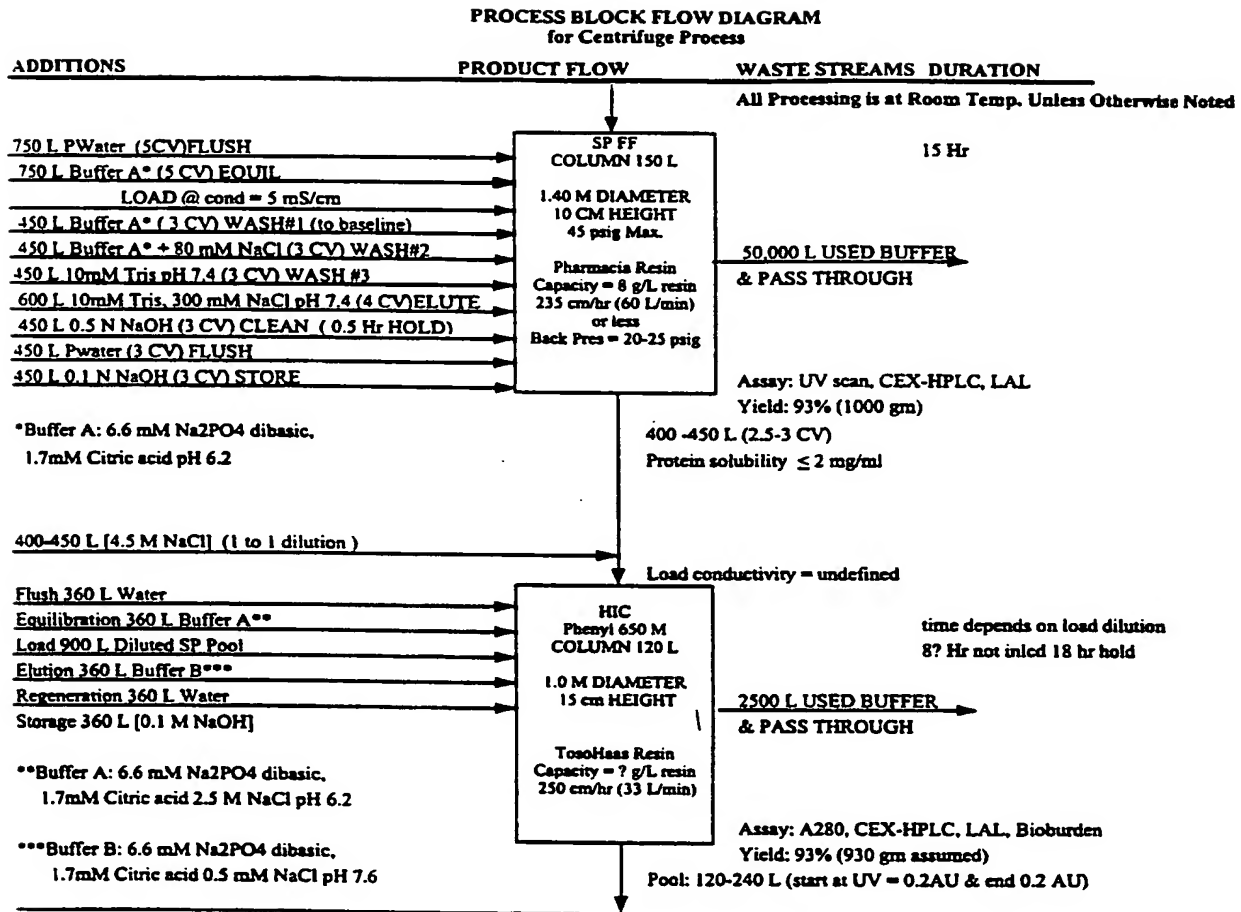 PROCESS BLOCK FLOW DIAGRAM
for Centrifuge Process
ADDITIONS PRODUCT FLOW WASTE STREAMS DURATION
All Processing is at Room Temp. Unless Otherwise Noted
750 L PWater (5CV)FLUSH
750 L Buffer A* (5 CV) EQUIL
LOAD @ cond = 5 mS/cm
450 L Buffer A* ( 3 CV) WASH#1 (to baseline)
450 L Buffer A* + 80 mM NaCl (3 CV) WASH#2
450 L 10mM Tris pH 7.4 (3 CV) WASH #3
600 L 10mM Tris, 300 mM NaCl pH 7.4 (4 CV)ELUTE
450 L 0.5 N NaOH (3 CV) CLEAN ( 0.5 Hr HOLD)
450 L Pwater (3 CV) FLUSH
450 L 0.1 N NaOH (3 CV) STORE
SP FF
COLUMN 150 L
1.40 M DIAMETER
10 CM HEIGHT
45 psig Max.
Pharmacia Resin
Capacity = 8 g/L resin
235 cm/hr (60 L/min)
or less
Back Pres = 20-25 psig
15 Hr
50,000 L USED BUFFER
& PASS THROUGH
Assay: UV scan, CEX-HPLC, LAL
Yield: 93% (1000 gm)
400 -450 L (2.5-3 CV)
Protein solubility ≤ 2 mg/ml
*Buffer A: 6.6 mM Na2PO4 dibasic,
1.7mM Citric acid pH 6.2
400-450 L [4.5 M NaCl] (1 to 1 dilution )
Load conductivity = undefined
Flush 360 L Water
Equilibration 360 L Buffer A**
Load 900 L Diluted SP Pool
Elution 360 L Buffer B***
Regeneration 360 L Water
Storage 360 L [0.1 M NaOH]
HIC
Phenyl 650 M
COLUMN 120 L
1.0 M DIAMETER
15 cm HEIGHT
TosoHaas Resin
Capacity = ? g/L resin
250 cm/hr (33 L/min)
time depends on load dilution
8? Hr not inlcd 18 hr hold
2500 L USED BUFFER
& PASS THROUGH
**Buffer A: 6.6 mM Na2PO4 dibasic,
1.7mM Citric acid 2.5 M NaCl pH 6.2
***Buffer B: 6.6 mM Na2PO4 dibasic,
1.7mM Citric acid 0.5 mM NaCl pH 7.6
Assay: A280, CEX-HPLC, LAL, Bioburden
Yield: 93% (930 gm assumed)
Pool: 120-240 L (start at UV = 0.2AU & end 0.2 AU)